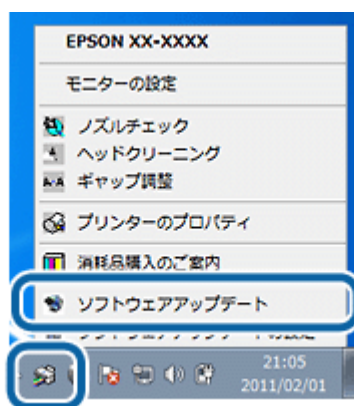 EPSON XX-XXXX
モニターの設定
ノズルチェック
ヘッドクリーニング
ギャップ調整
プリンターのプロパティ
消耗品購入のご案内
ソフトウェアアップデート
21:05
2011/02/01